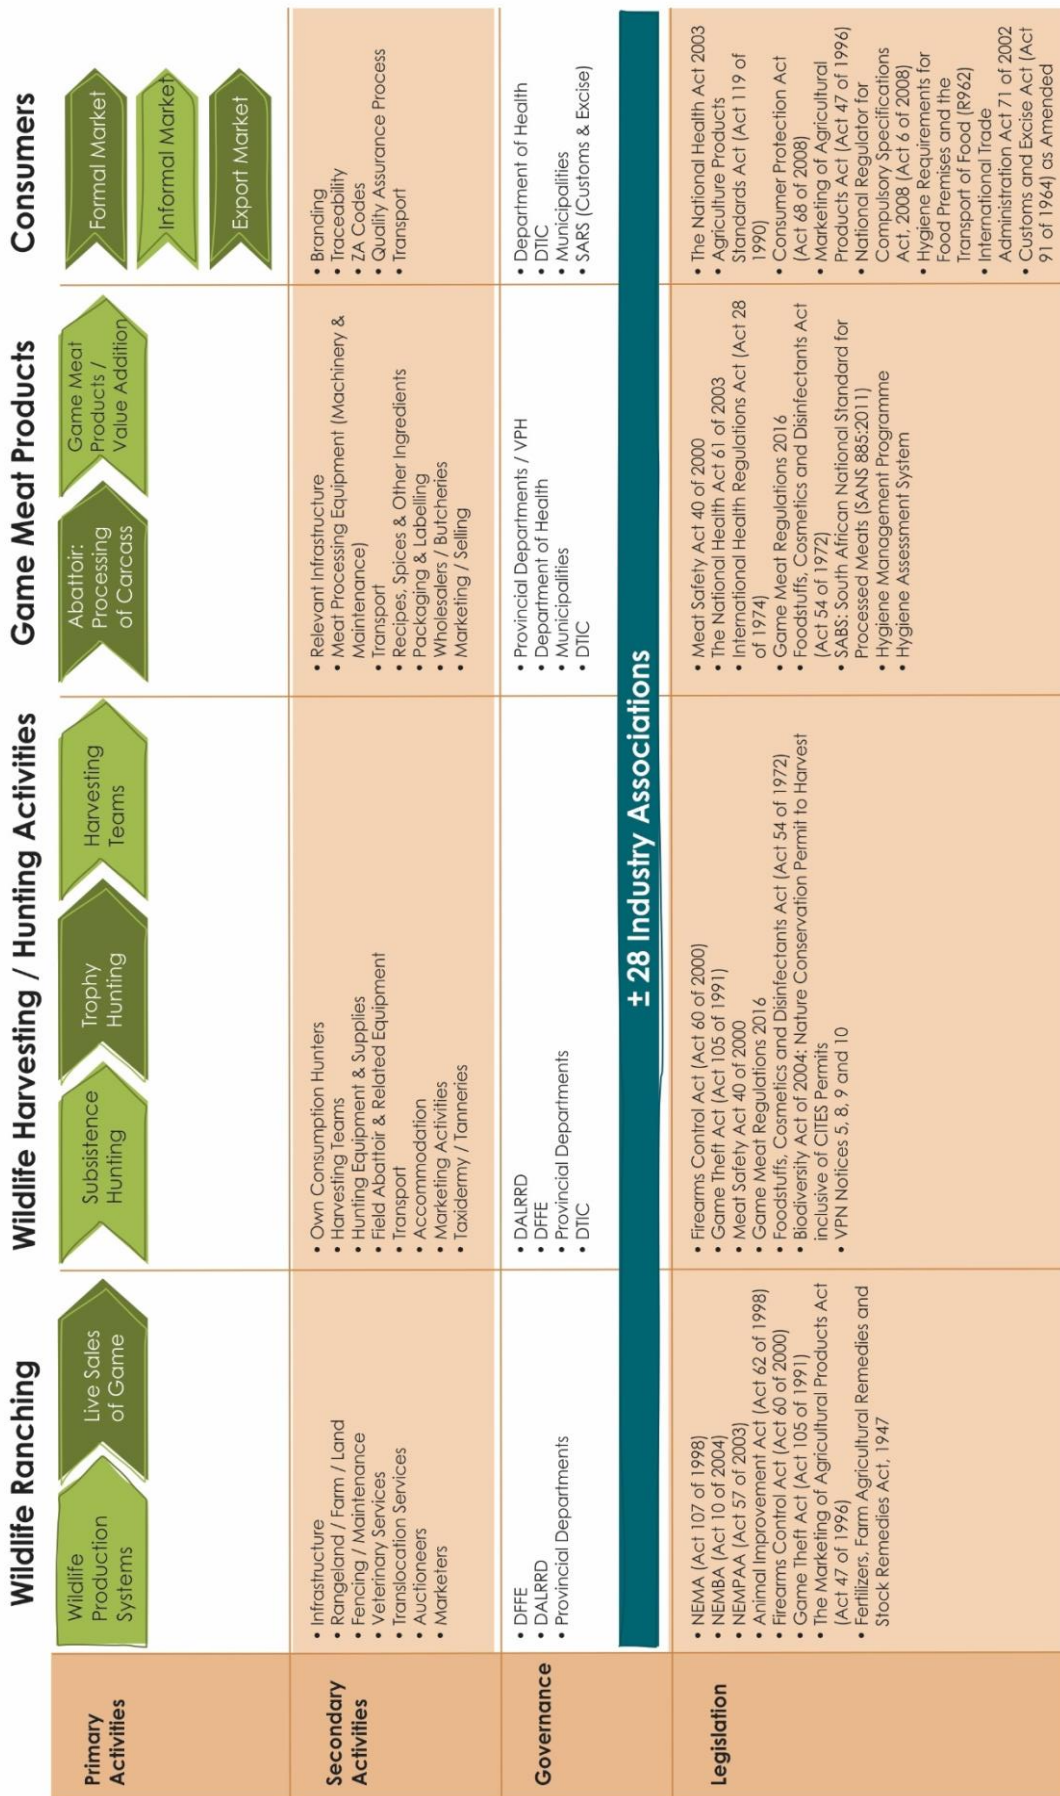 Wildlife Ranching
Wildlife Harvesting / Hunting Activities
Game Meat Products
Consumers
Primary
Activities
Wildlife
Production
Systems
Live Sales
of Game
Subsistence
Hunting
Trophy
Hunting
Harvesting
Teams
Abattoir:
Processing
of Carcass
Game Meat
Products /
Value Addition
Formal Market
Informal Market
Export Market
Secondary
Activities
• Infrastructure
• Rangeland / Farm / Land
• Fencing / Maintenance
• Veterinary Services
• Translocation Services
• Auctioneers
• Marketers
• Own Consumption Hunters
• Harvesting Teams
• Hunting Equipment & Supplies
• Field Abattoir & Related Equipment
• Transport
• Accommodation
• Marketing Activities
• Taxidermy / Tanneries
• Relevant Infrastructure
• Meat Processing Equipment (Machinery &
Maintenance)
• Transport
• Recipes, Spices & Other Ingredients
• Packaging & Labelling
• Wholesalers / Butcheries
• Marketing / Selling
• Branding
• Traceability
• ZA Codes
• Quality Assurance Process
• Transport
Governance
• DFFE
• DALRRD
• Provincial Departments
• DALRRD
• DFFE
• Provincial Departments
• DTIC
• Provincial Departments / VPH
• Department of Health
• Municipalities
• DTIC
• Department of Health
• DTIC
• Municipalities
• SARS (Customs & Excise)
± 28 Industry Associations
Legislation
• NEMA (Act 107 of 1998)
• NEMBA (Act 10 of 2004)
• NEMPAA (Act 57 of 2003)
• Animal Improvement Act (Act 62 of 1998)
• Firearms Control Act (Act 60 of 2000)
• Game Theft Act (Act 105 of 1991)
• The Marketing of Agricultural Products Act
(Act 47 of 1996)
• Fertilizers, Farm Agricultural Remedies and
Stock Remedies Act, 1947
• Firearms Control Act (Act 60 of 2000)
• Game Theft (Act 105 of 1991)
• Meat Safety Act 40 of 2000
• Game Meat Regulations 2016
• Foodstuffs, Cosmetics and Disinfectants Act (Act 54 of 1972)
• Biodiversity Act of 2004: Nature Conservation Permit to Harvest
inclusive of CITES Permits
• VPN Notices 5, 8, 9 and 10
• Meat Safety Act 40 of 2000
• The National Health Act 61 of 2003
• International Health Regulations Act (Act 28
of 1974)
• Game Meat Regulations 2016
• Foodstuffs, Cosmetics and Disinfectants Act
(Act 54 of 1972)
• SABS: South African National Standard for
Processed Meats (SANS 885:2011)
• Hygiene Management Programme
• Hygiene Assessment System
• The National Health Act 2003
• Agriculture Products
Standards Act (Act 119 of
1990)
• Consumer Protection Act
(Act 68 of 2008)
• Marketing of Agricultural
Products Act (Act 47 of 1996)
• National Regulator for
Compulsory Specifications
Act, 2008 (Act 6 of 2008)
• Hygiene Requirements for
Food Premises and the
Transport of Food (R962)
• International Trade
Administration Act 71 of 2002
• Customs and Excise Act (Act
91 of 1964) as Amended